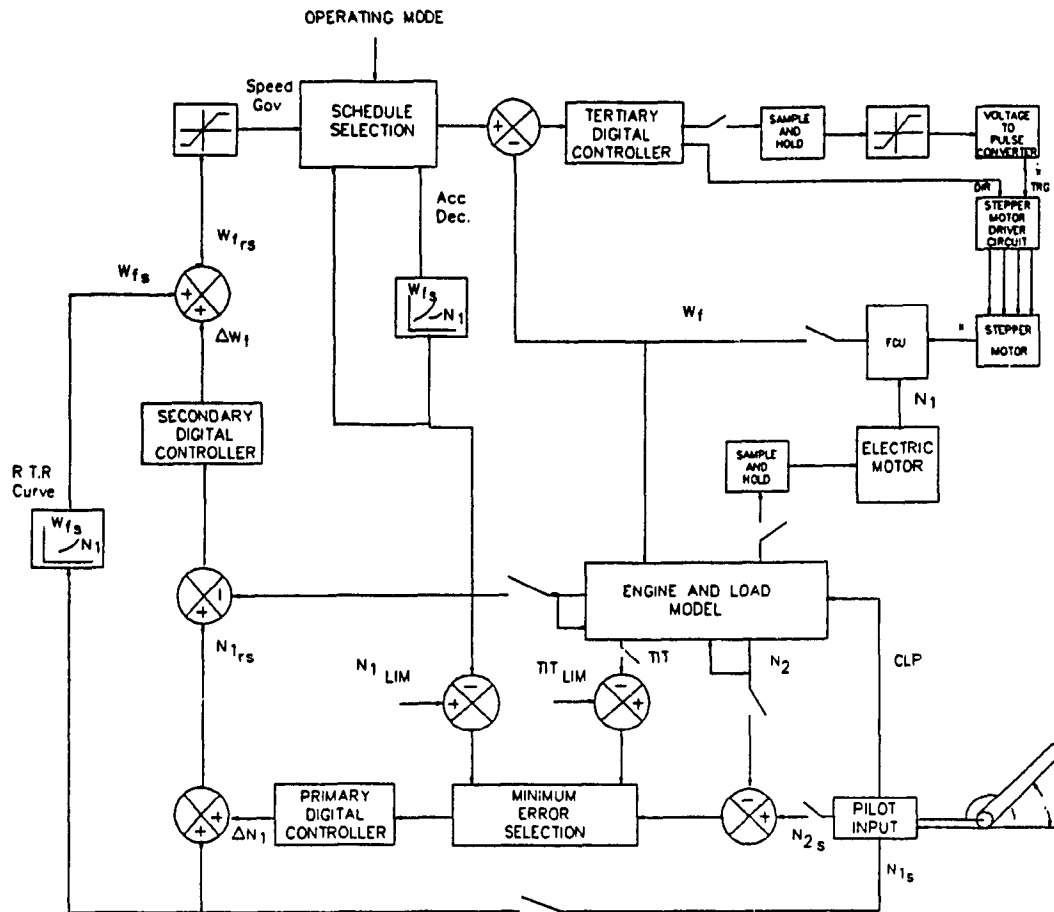 OPERATING MODE
Speed
Gov
SCHEDULE
SELECTION
+
-
TERTIARY
DIGITAL
CONTROLLER
SAMPLE
AND
HOLD
VOLTAGE
TO
PULSE
CONVERTER
DIR
TRG
STEPPER
MOTOR
DRIVER
CIRCUIT
Acc
Dec.
Wfrs
Wfs
+
+
ΔWf
Wfs
N1
Wf
FCU
STEPPER
MOTOR
N1
SECONDARY
DIGITAL
CONTROLLER
SAMPLE
AND
HOLD
ELECTRIC
MOTOR
R T.R
Curve
Wfs
N1
-
+
ENGINE AND LOAD
MODEL
N1rs
N1 LIM
+
-
TIT LIM
TIT
-
+
N2
CLP
+
+
ΔN1
PRIMARY
DIGITAL
CONTROLLER
MINIMUM
ERROR
SELECTION
-
+
N2s
PILOT
INPUT
N1s